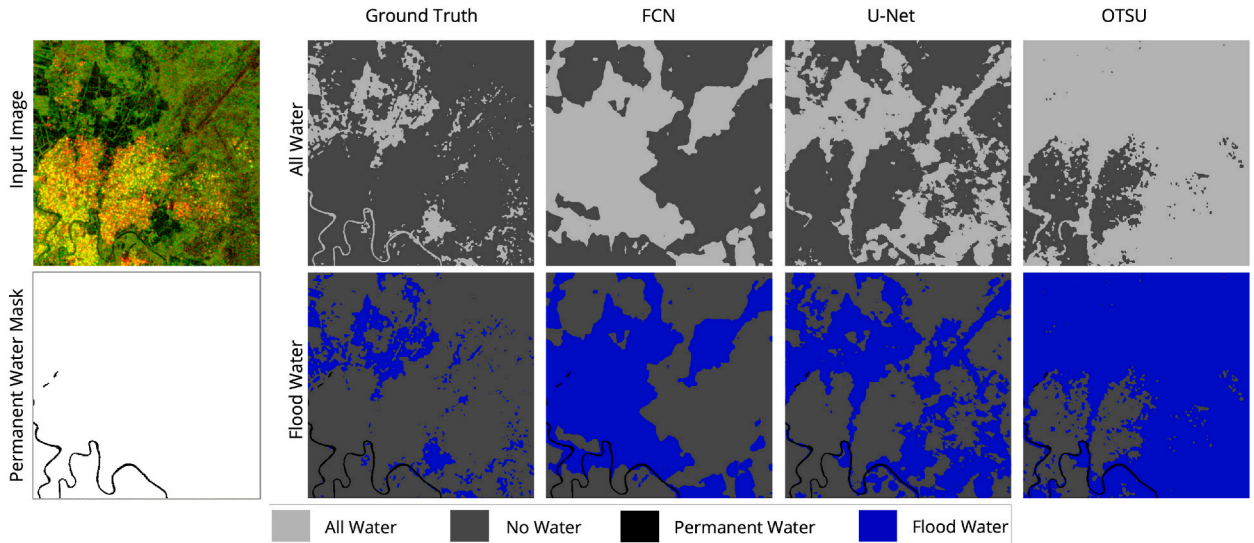 Ground Truth
FCN
U-Net
OTSU
Input Image
All Water
Permanent Water Mask
Flood Water
All Water
No Water
Permanent Water
Flood Water